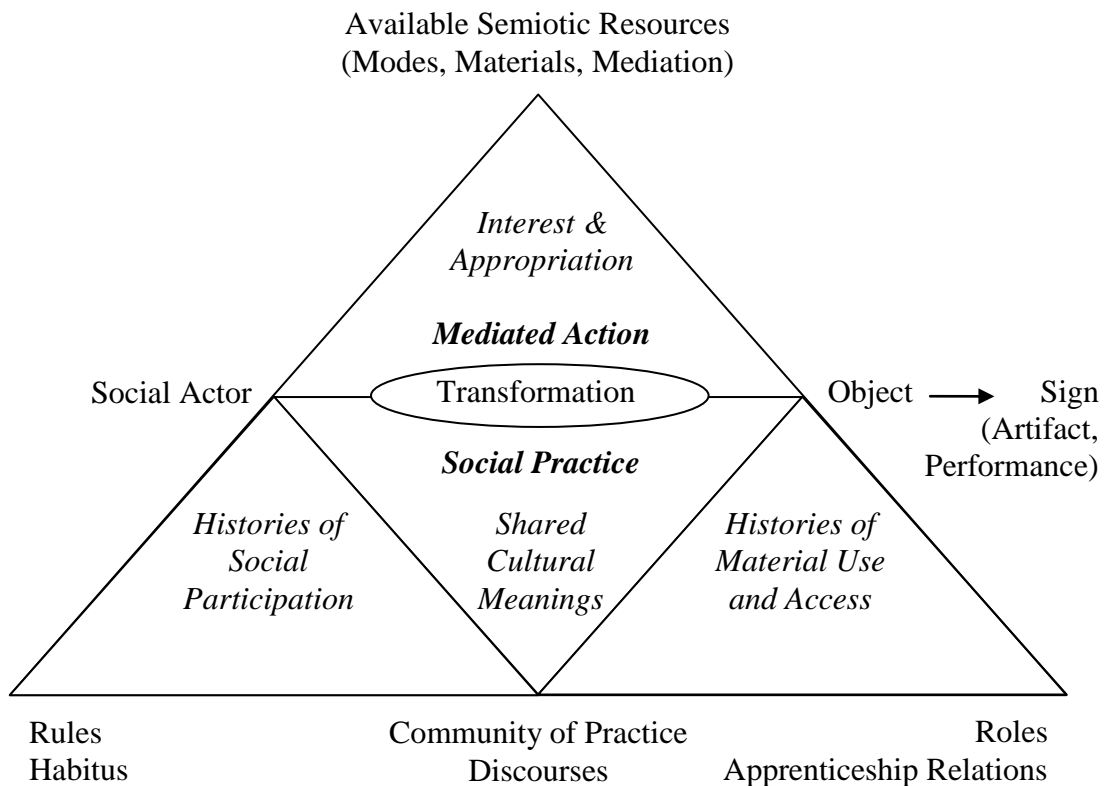 Available Semiotic Resources
(Modes, Materials, Mediation)
Interest &
Appropriation
Mediated Action
Social Actor
Transformation
Object
Sign
(Artifact,
Performance)
Social Practice
Histories of
Social
Participation
Shared
Cultural
Meanings
Histories of
Material Use
and Access
Rules
Habitus
Community of Practice
Discourses
Roles
Apprenticeship Relations